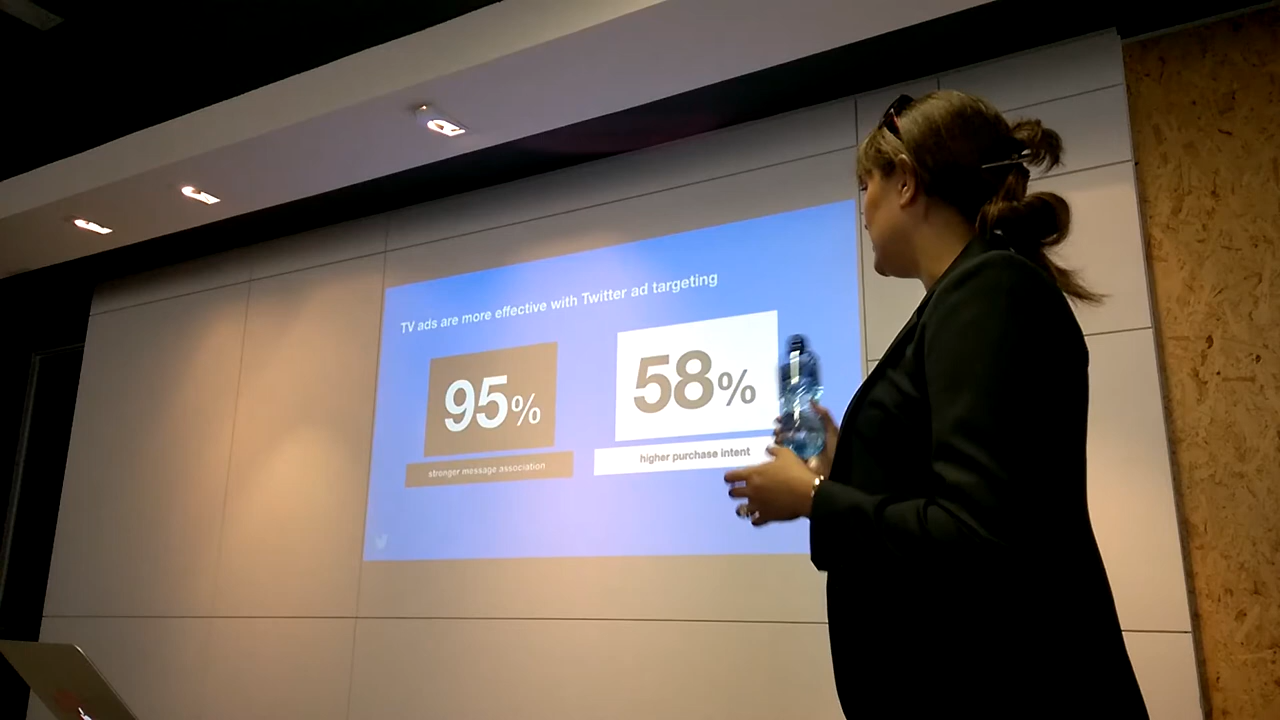 TV ads are more effective with Twitter ad targeting
95%
58%
stronger message association
higher purchase intent